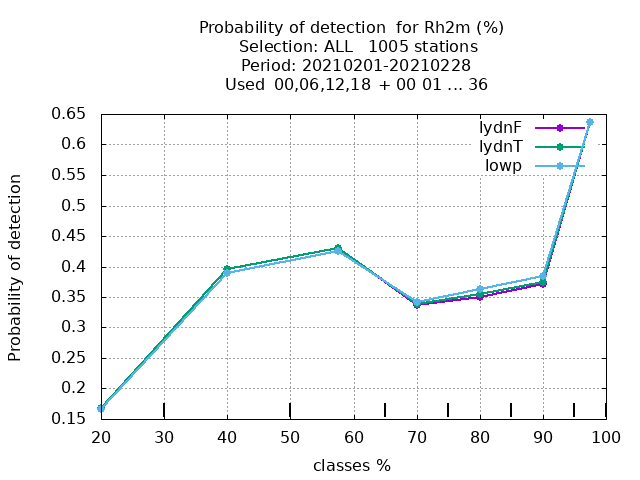 Probability of detection  for Rh2m (%)
Selection: ALL   1005 stations
Period: 20210201-20210228
Used  00,06,12,18  + 00 01 ... 36
0.65
0.6
0.55
0.5
0.45
0.4
0.35
0.3
0.25
0.2
0.15
Probability of detection
lydnF
lydnT
lowp
20 30 40 50 60 70 80 90 100
classes %